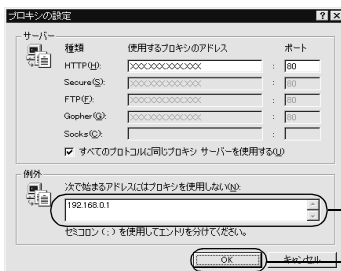 プロキシの設定
サーバー
種類 使用するプロキシのアドレス ポート
HTTP(H): XXXXXXXXXXXX : 80
Secure(S): XXXXXXXXXXXX : 80
FTP(F): XXXXXXXXXXXX : 80
Gopher(G): XXXXXXXXXXXX : 80
Socks(C): :
すべてのプロトコルに同じプロキシ サーバーを使用する(U)
例外
次で始まるアドレスにはプロキシを使用しない(N):
192.168.0.1
セミコロン ( ; ) を使用してエントリを分けてください。
OK キャンセル